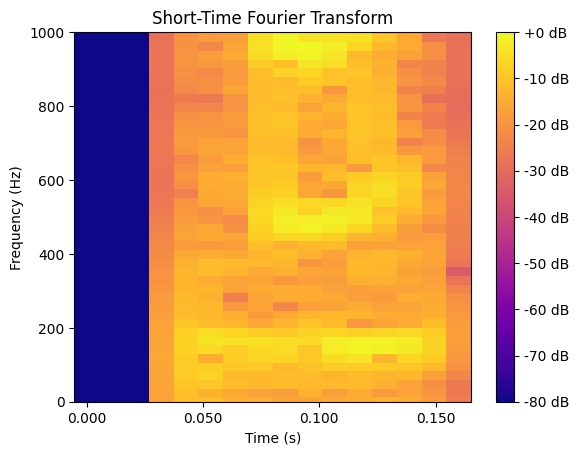 Short-Time Fourier Transform
Frequency (Hz)
1000
800
600
400
200
0
0.000
0.050
0.100
0.150
Time (s)
+0 dB
-10 dB
-20 dB
-30 dB
-40 dB
-50 dB
-60 dB
-70 dB
-80 dB